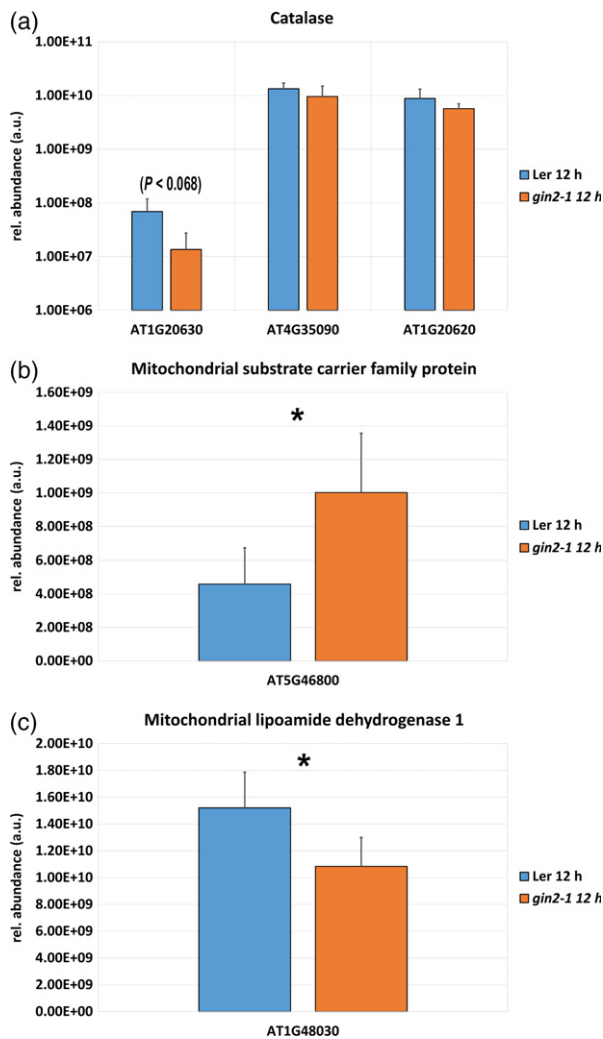 (a)
Catalase
rel. abundance (a.u.)
1.00E+11
1.00E+10
1.00E+09
1.00E+08
1.00E+07
1.00E+06
(P < 0.068)
AT1G20630
AT4G35090
AT1G20620
Ler 12 h
gin2-1 12 h
(b)
Mitochondrial substrate carrier family protein
rel. abundance (a.u.)
1.60E+09
1.40E+09
1.20E+09
1.00E+09
8.00E+08
6.00E+08
4.00E+08
2.00E+08
0.00E+00
*
AT5G46800
Ler 12 h
gin2-1 12 h
(c)
Mitochondrial lipoamide dehydrogenase 1
rel. abundance (a.u.)
2.00E+10
1.80E+10
1.60E+10
1.40E+10
1.20E+10
1.00E+10
8.00E+09
6.00E+09
4.00E+09
2.00E+09
0.00E+00
*
AT1G48030
Ler 12 h
gin2-1 12 h